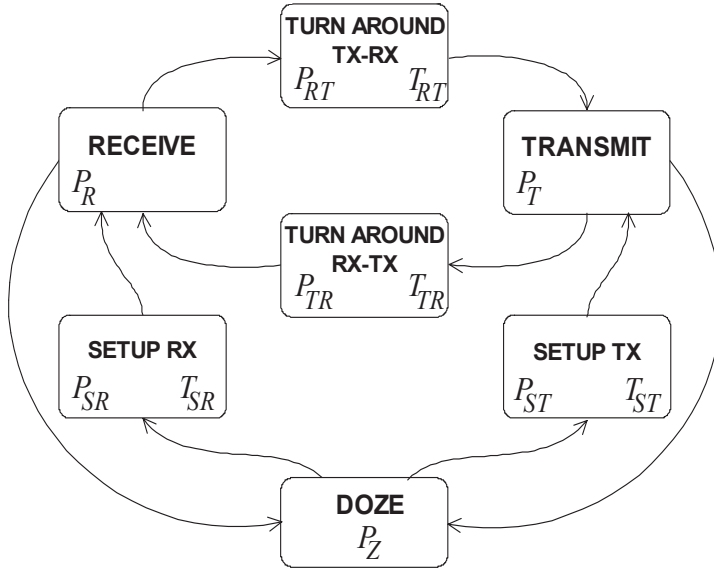 TURN AROUND
TX-RX
P_RT T_RT
RECEIVE
P_R
TRANSMIT
P_T
TURN AROUND
RX-TX
P_TR T_TR
SETUP RX
P_SR T_SR
SETUP TX
P_ST T_ST
DOZE
P_Z